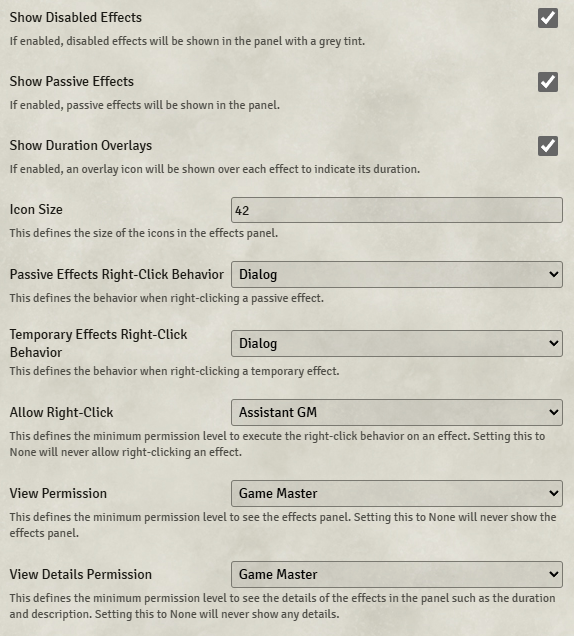 Show Disabled Effects
If enabled, disabled effects will be shown in the panel with a grey tint.
Show Passive Effects
If enabled, passive effects will be shown in the panel.
Show Duration Overlays
If enabled, an overlay icon will be shown over each effect to indicate its duration.
Icon Size
42
This defines the size of the icons in the effects panel.
Passive Effects Right-Click Behavior
Dialog
This defines the behavior when right-clicking a passive effect.
Temporary Effects Right-Click
Behavior
Dialog
This defines the behavior when right-clicking a temporary effect.
Allow Right-Click
Assistant GM
This defines the minimum permission level to execute the right-click behavior on an effect. Setting this to
None will never allow right-clicking an effect.
View Permission
Game Master
This defines the minimum permission level to see the effects panel. Setting this to None will never show the
effects panel.
View Details Permission
Game Master
This defines the minimum permission level to see the details of the effects in the panel such as the duration
and description. Setting this to None will never show any details.